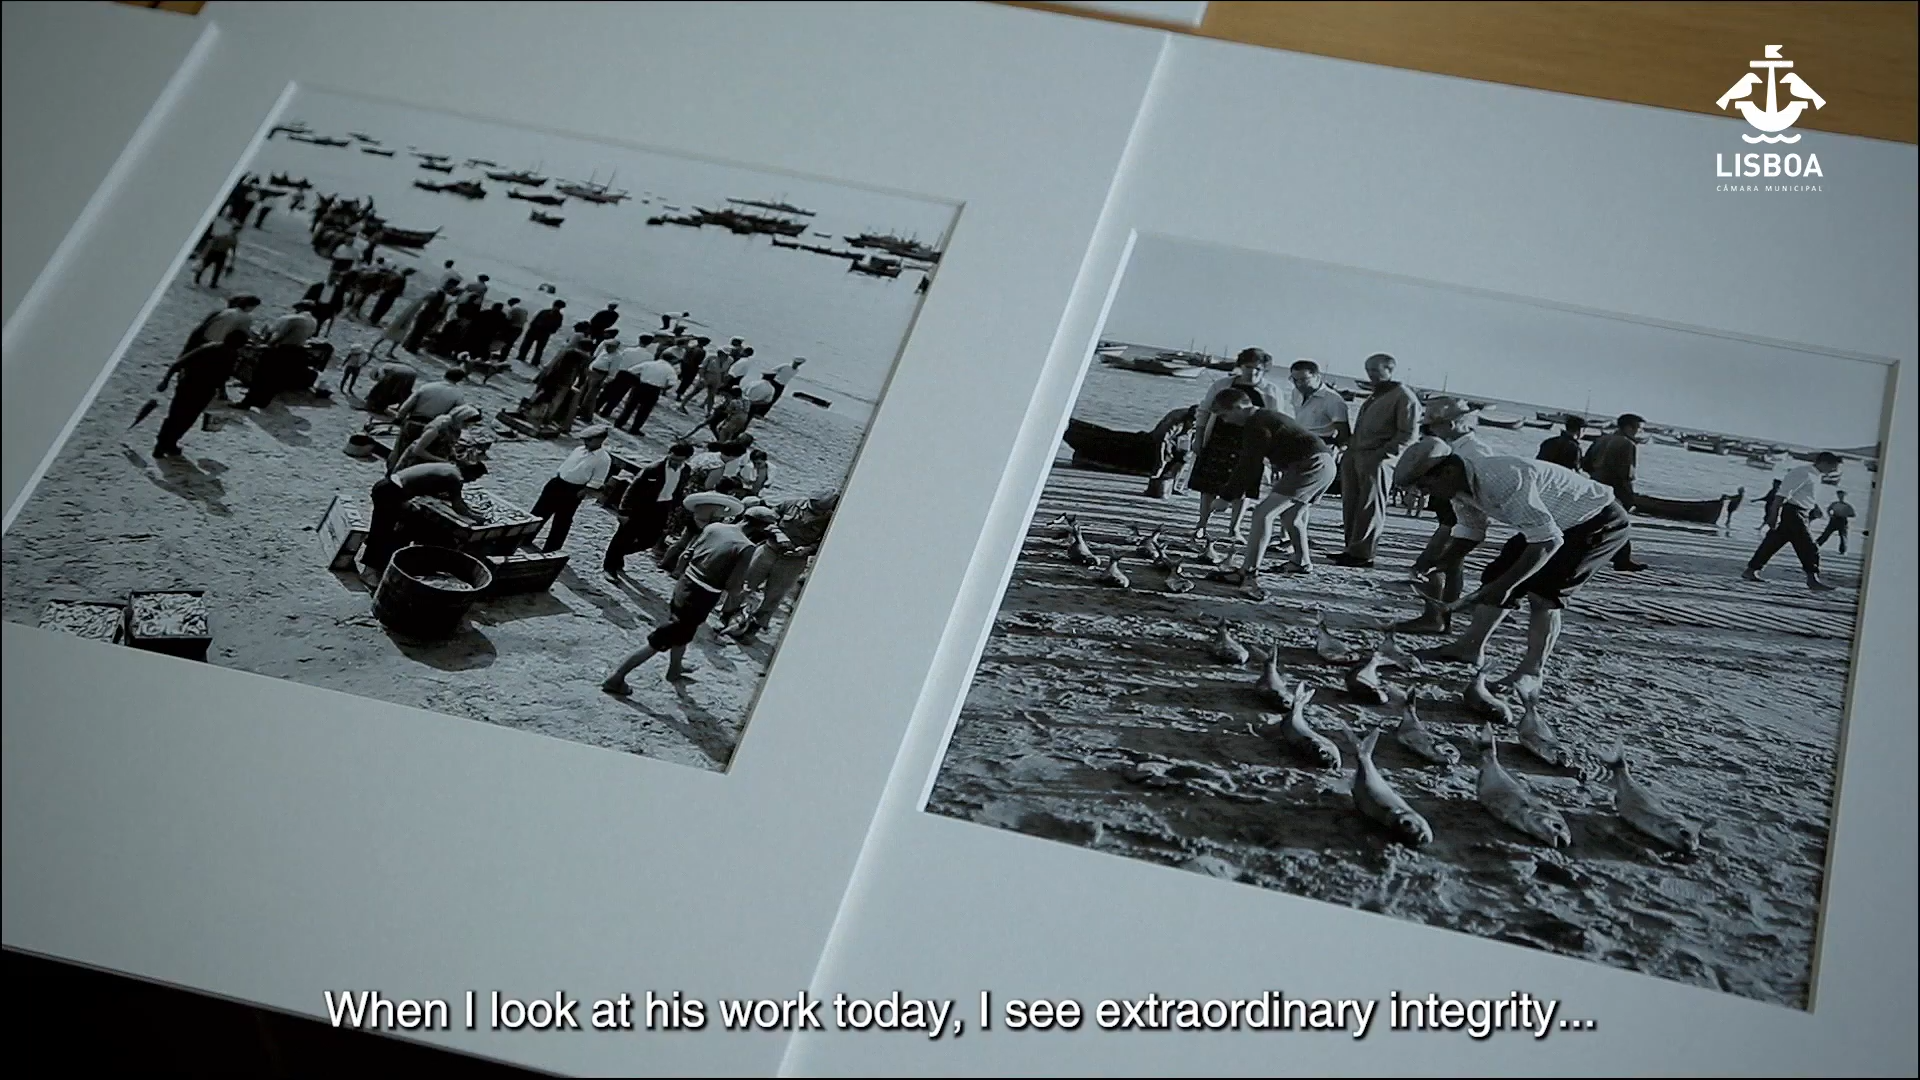 LISBOA
CÂMARA MUNICIPAL
When I look at his work today, I see extraordinary integrity...